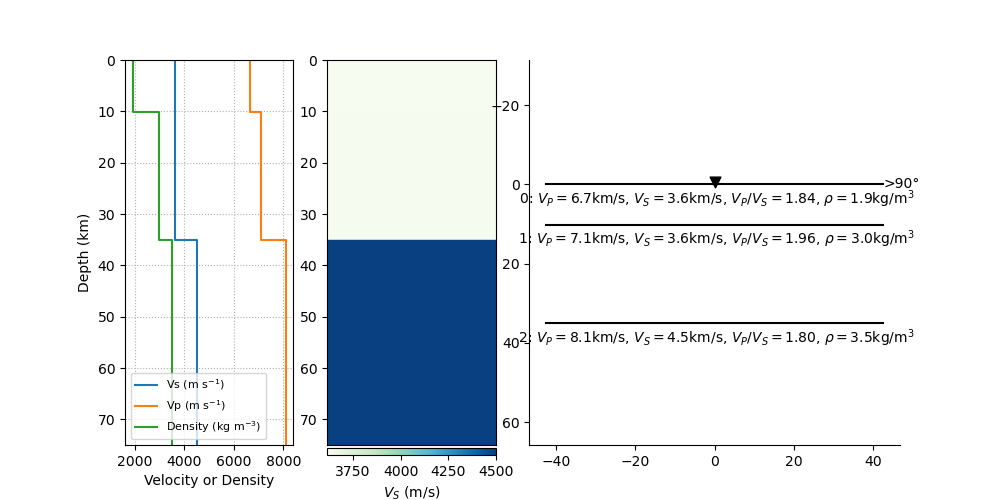 0
10
20
30
40
50
60
70
Depth (km)
2000 4000 6000 8000
Velocity or Density
Vs (m s⁻¹)
Vp (m s⁻¹)
Density (kg m⁻³)
0
10
20
30
40
50
60
70
3750 4000 4250 4500
V_S (m/s)
−20
0
20
40
60
−40 −20 0 20 40
>90°
0: V_P = 6.7km/s, V_S = 3.6km/s, V_P/V_S = 1.84, ρ = 1.9kg/m³
1: V_P = 7.1km/s, V_S = 3.6km/s, V_P/V_S = 1.96, ρ = 3.0kg/m³
2: V_P = 8.1km/s, V_S = 4.5km/s, V_P/V_S = 1.80, ρ = 3.5kg/m³